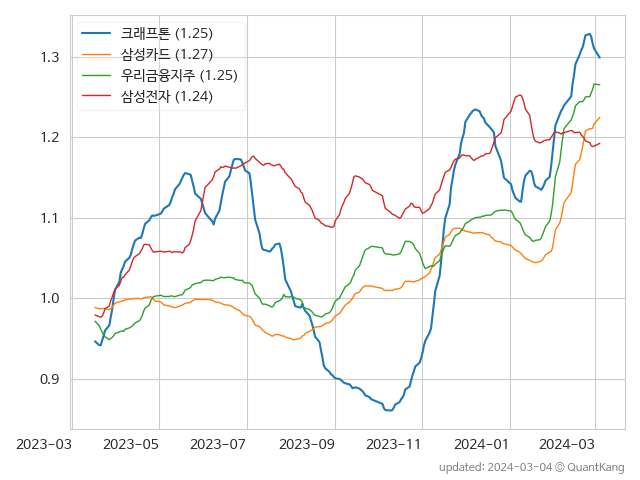 크래프톤 (1.25)
삼성카드 (1.27)
우리금융지주 (1.25)
삼성전자 (1.24)
1.3
1.2
1.1
1.0
0.9
2023-03 2023-05 2023-07 2023-09 2023-11 2024-01 2024-03
updated: 2024-03-04 © QuantKang